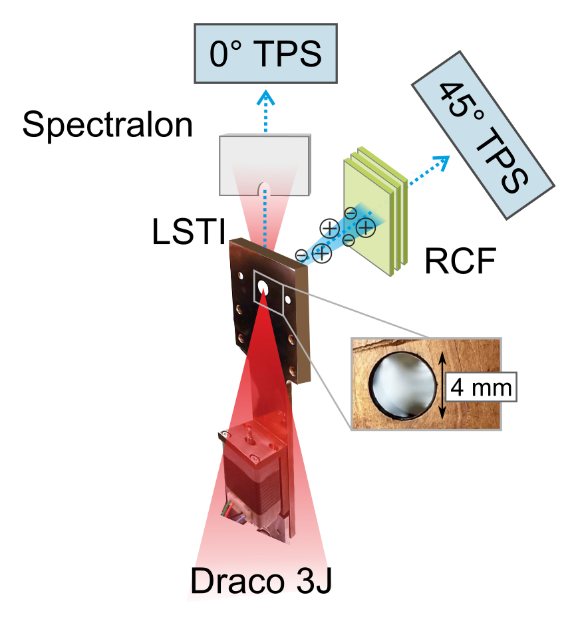 0° TPS
45° TPS
Spectralon
LSTI
RCF
4 mm
Draco 3J